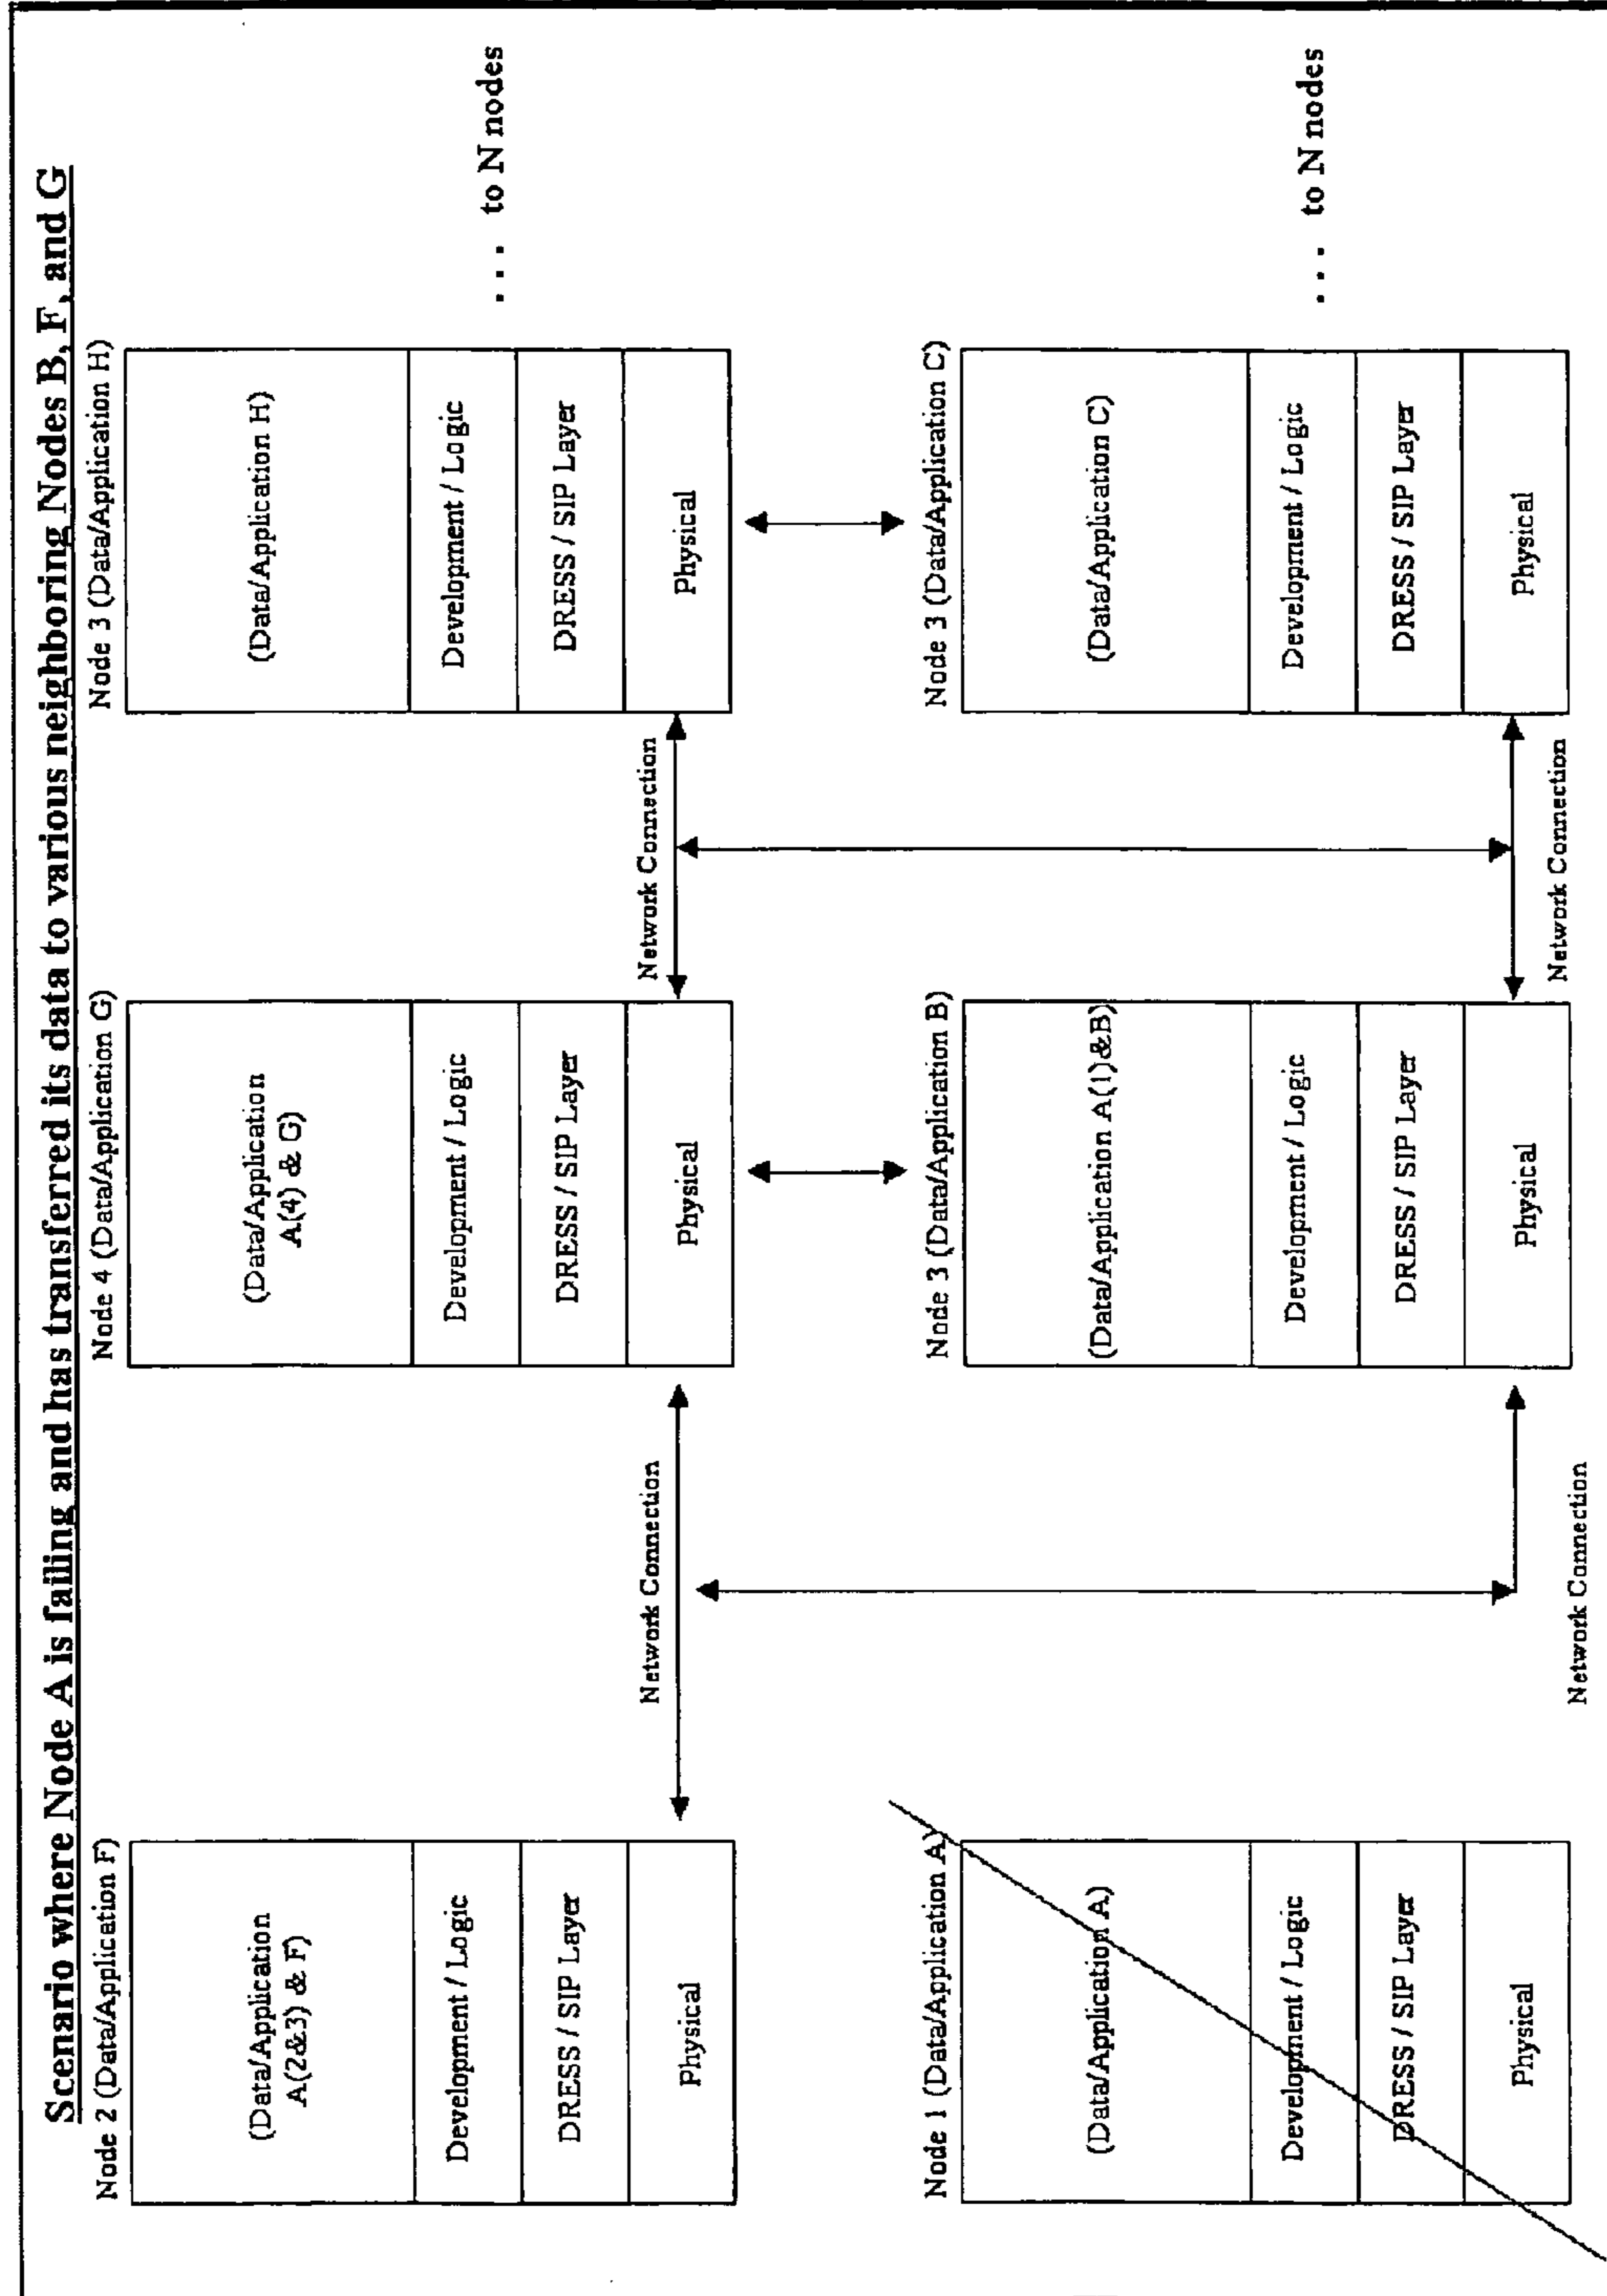 Scenario where Node A is failing and has transferred its data to various neighboring Nodes B, F, and G
Node 2 (Data/Application F)
(Data/Application
A(2&3) & F)
Development / Logic
DRESS / SIP Layer
Physical
Network Connection
Node 4 (Data/Application G)
(Data/Application
A(4) & G)
Development / Logic
DRESS / SIP Layer
Physical
Network Connection
Node 3 (Data/Application H)
(Data/Application H)
Development / Logic
DRESS / SIP Layer
Physical
... to N nodes
Node 1 (Data/Application A)
(Data/Application A)
Development / Logic
DRESS / SIP Layer
Physical
Network Connection
Node 3 (Data/Application B)
(Data/Application A(1)&B)
Development / Logic
DRESS / SIP Layer
Physical
Network Connection
Node 3 (Data/Application C)
(Data/Application C)
Development / Logic
DRESS / SIP Layer
Physical
... to N nodes